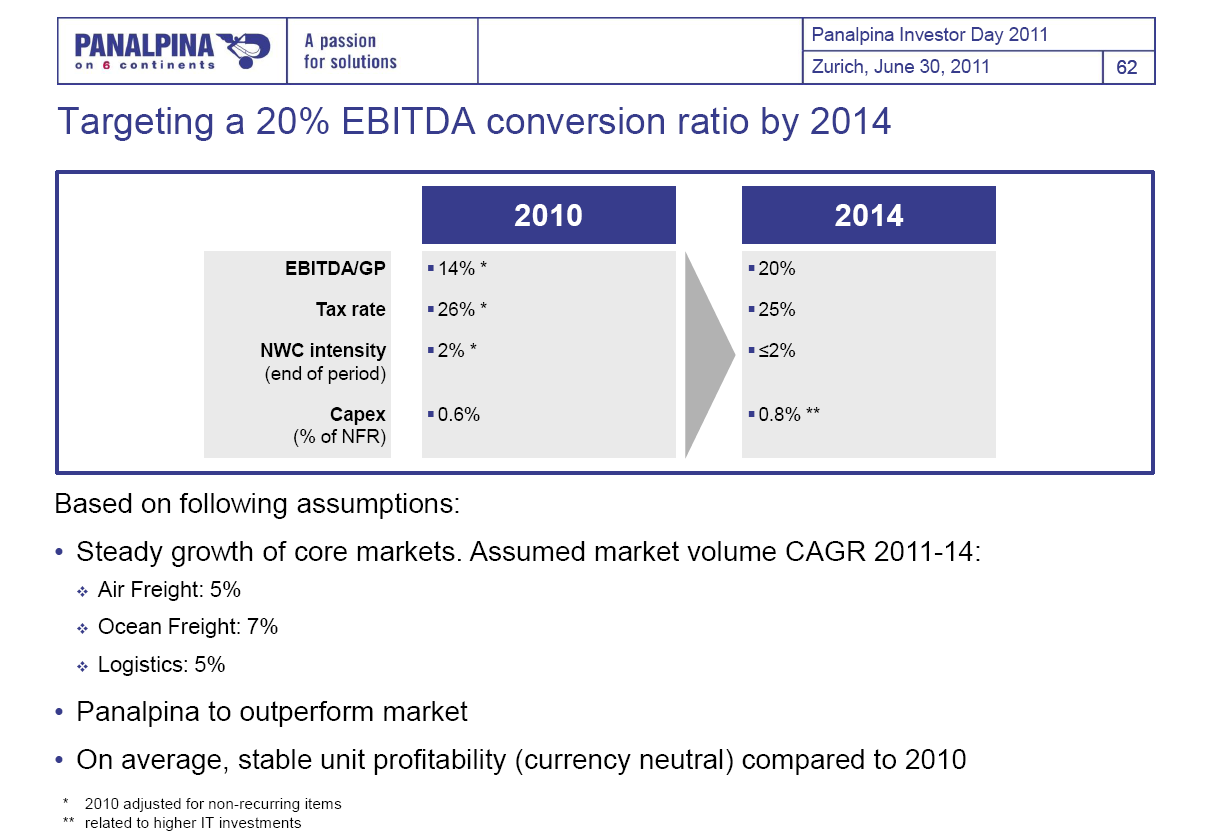 PANALPINA
on 6 continents
A passion
for solutions
Panalpina Investor Day 2011
Zurich, June 30, 2011
62
Targeting a 20% EBITDA conversion ratio by 2014
2010
2014
EBITDA/GP ▪ 14% * ▪ 20%
Tax rate ▪ 26% * ▪ 25%
NWC intensity ▪ 2% * ▪ ≤2%
(end of period)
Capex ▪ 0.6% ▪ 0.8% **
(% of NFR)
Based on following assumptions:
• Steady growth of core markets. Assumed market volume CAGR 2011-14:
❖ Air Freight: 5%
❖ Ocean Freight: 7%
❖ Logistics: 5%
• Panalpina to outperform market
• On average, stable unit profitability (currency neutral) compared to 2010
* 2010 adjusted for non-recurring items
** related to higher IT investments